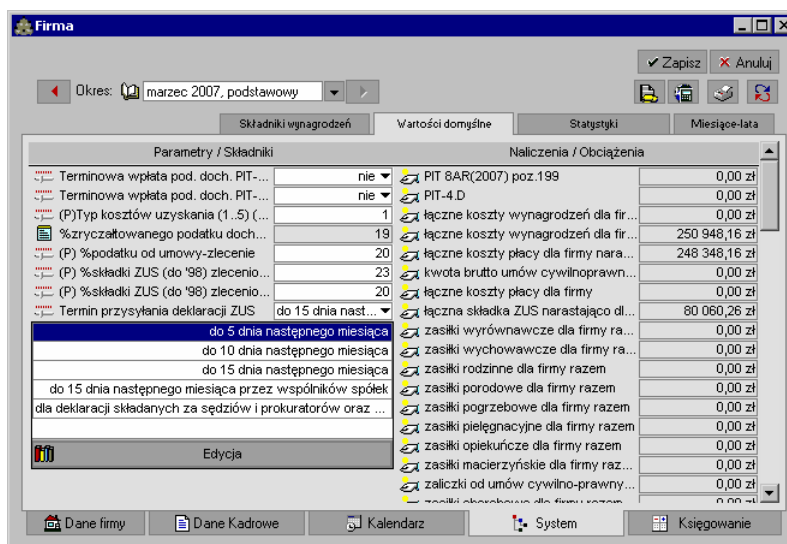 Firma
Zapisz Anuluj
Okres: marzec 2007, podstawowy
Składniki wynagrodzeń Wartości domyślne Statystyki Miesiące-lata
Parametry / Składniki Naliczenia / Obciążenia
Terminowa wpłata pod. doch. PIT-... nie PIT 8AR(2007) poz.199 0,00 zł
Terminowa wpłata pod. doch. PIT-... nie PIT-4.D 0,00 zł
(P)Typ kosztów uzyskania (1..5) (... 1 łączne koszty wynagrodzeń dla fir... 0,00 zł
%zryczałtowanego podatku doch... 19 łączne koszty wynagrodzeń dla fir... 250 948,16 zł
(P) %podatku od umowy-zlecenie 20 łączne koszty płacy dla firmy nara... 248 348,16 zł
(P) %składki ZUS (do '98) zlecenio... 23 kwota brutto umów cywilnoprawn... 0,00 zł
(P) %składki ZUS (do '98) zlecenio... 20 łączne koszty płacy dla firmy 0,00 zł
Termin przysyłania deklaracji ZUS do 15 dnia nast... łączna składka ZUS narastająco dl... 80 060,26 zł
do 5 dnia następnego miesiąca zasiłki wyrównawcze dla firmy ra... 0,00 zł
do 10 dnia następnego miesiąca zasiłki wychowawcze dla firmy ra... 0,00 zł
do 15 dnia następnego miesiąca zasiłki rodzinne dla firmy razem 0,00 zł
do 15 dnia następnego miesiąca przez wspólników spółek zasiłki porodowe dla firmy razem 0,00 zł
dla deklaracji składanych za sędziów i prokuratorów oraz ... zasiłki pogrzebowe dla firmy razem 0,00 zł
zasiłki pielęgnacyjne dla firmy razem 0,00 zł
Edycja zasiłki opiekuńcze dla firmy razem 0,00 zł
zasiłki macierzyńskie dla firmy raz... 0,00 zł
zaliczki od umów cywilno-prawny... 0,00 zł
Dane firmy Dane Kadrowe Kalendarz System Księgowanie